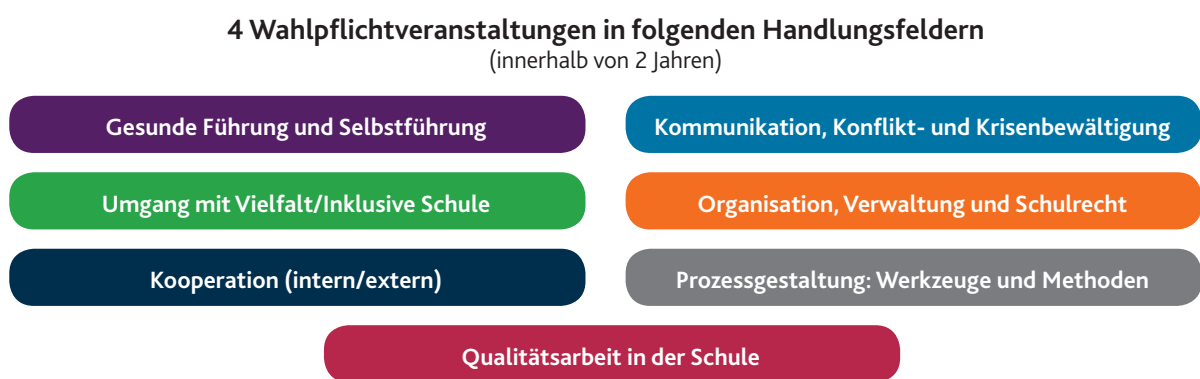 4 Wahlpflichtveranstaltungen in folgenden Handlungsfeldern
(innerhalb von 2 Jahren)
Gesunde Führung und Selbstführung
Kommunikation, Konflikt- und Krisenbewältigung
Umgang mit Vielfalt/Inklusive Schule
Organisation, Verwaltung und Schulrecht
Kooperation (intern/extern)
Prozessgestaltung: Werkzeuge und Methoden
Qualitätsarbeit in der Schule